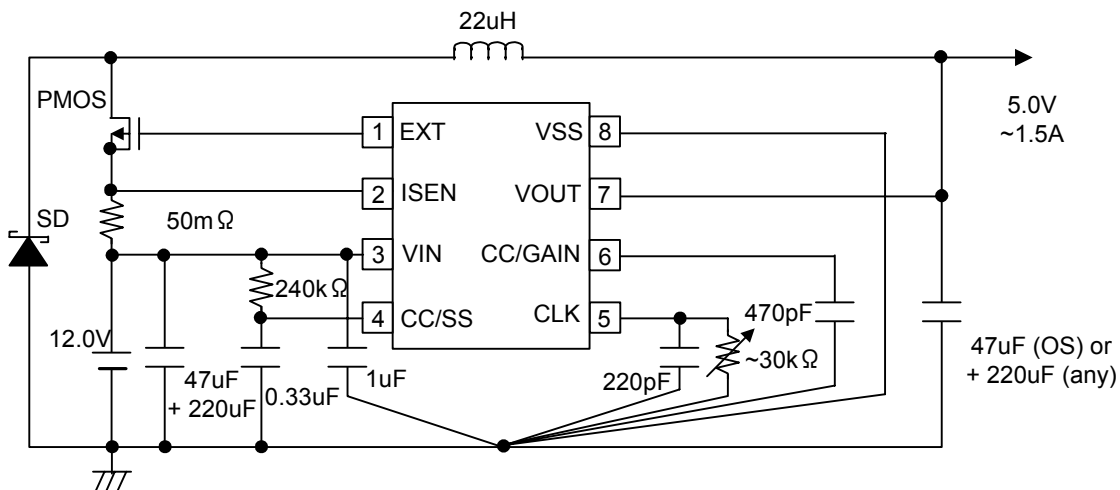 22uH
PMOS
1 EXT
VSS 8
5.0V
~1.5A
2 ISEN
VOUT 7
SD
50mΩ
3 VIN
CC/GAIN 6
240kΩ
4 CC/SS
CLK 5
470pF
12.0V
47uF
+ 220uF
0.33uF
1uF
220pF
~30kΩ
47uF (OS) or
+ 220uF (any)